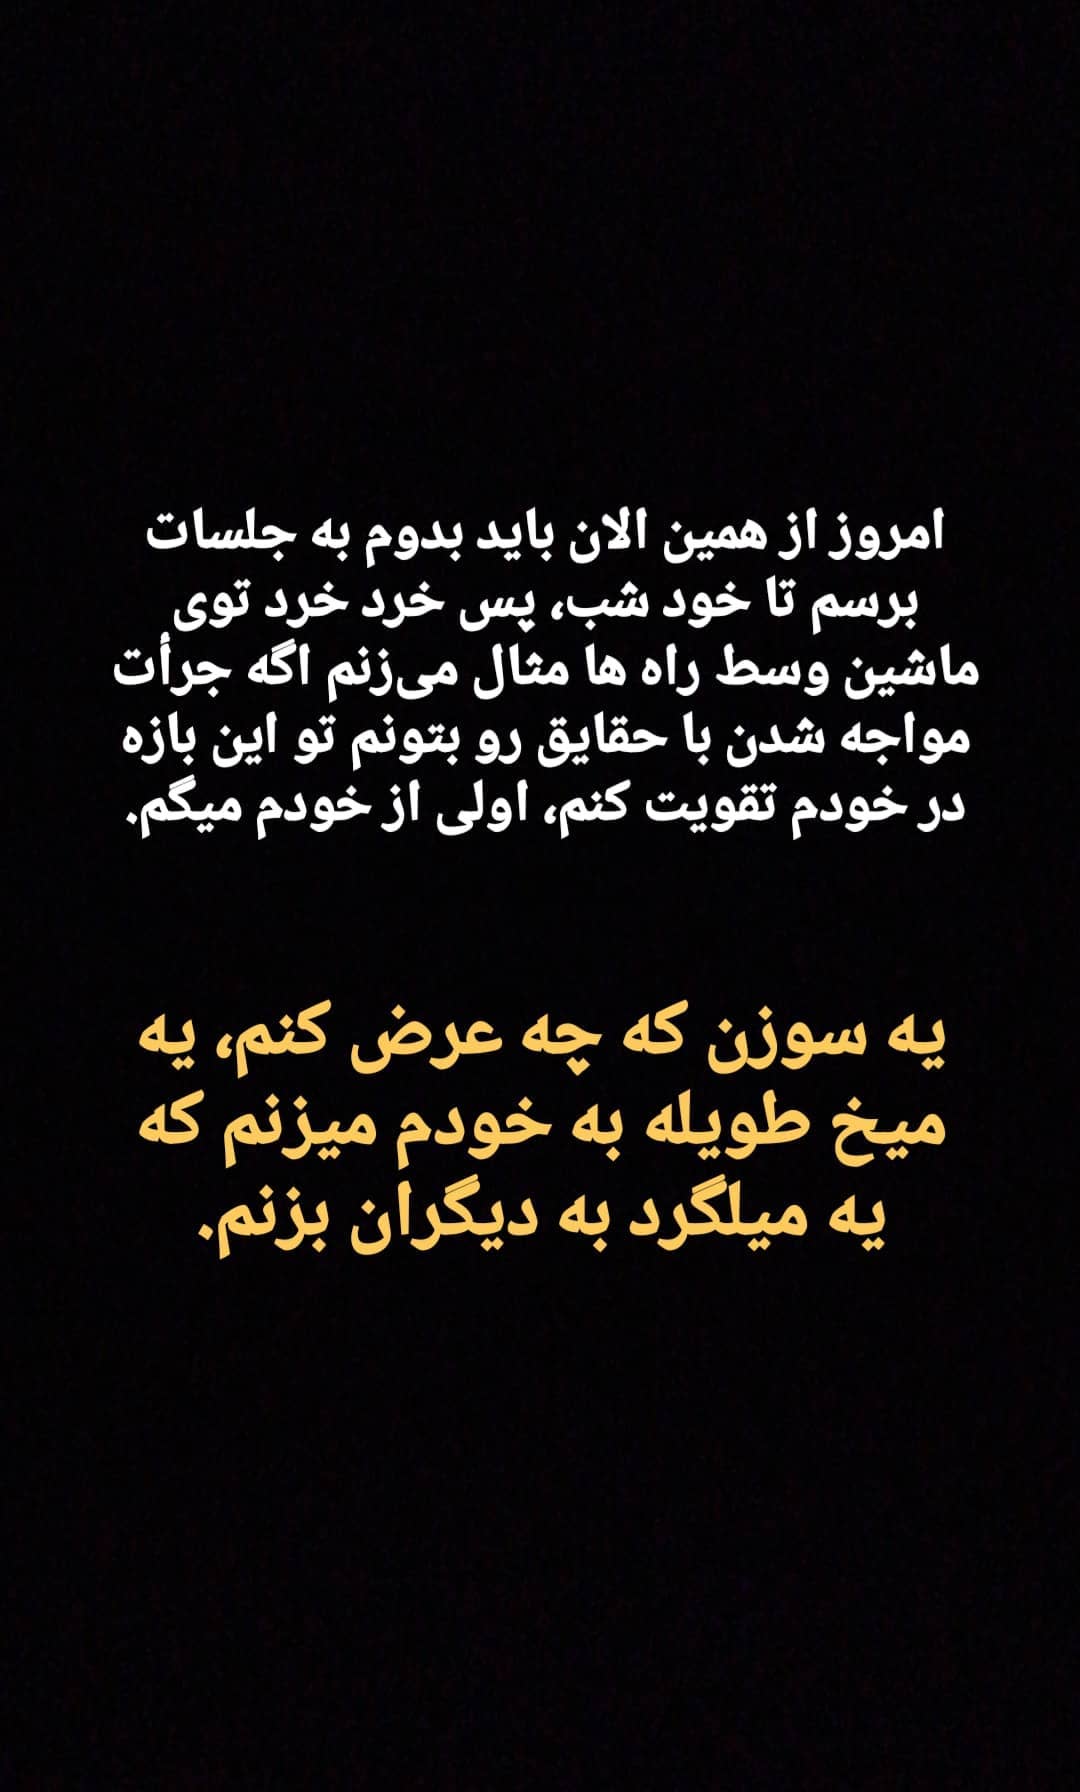 امروز از همین الان باید بدوم به جلسات
برسم تا خود شب، پس خرد خرد توی
ماشین وسط راه ها مثال می‌زنم اگه جرأت
مواجه شدن با حقایق رو بتونم تو این بازه
در خودم تقویت کنم، اولی از خودم میگم.
یه سوزن که چه عرض کنم، یه
میخ طویله به خودم میزنم که
یه میلگرد به دیگران بزنم.